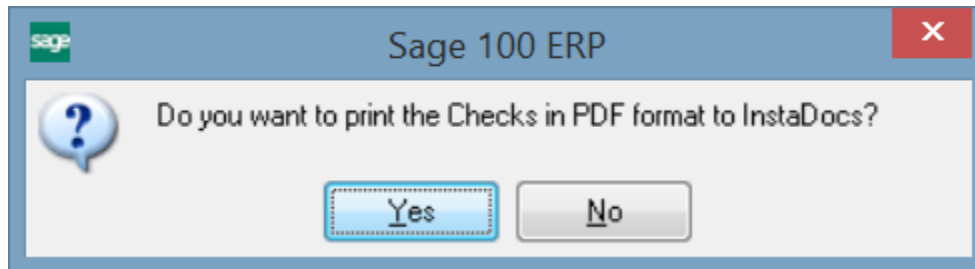 sage
Sage 100 ERP
Do you want to print the Checks in PDF format to InstaDocs?
Yes
No